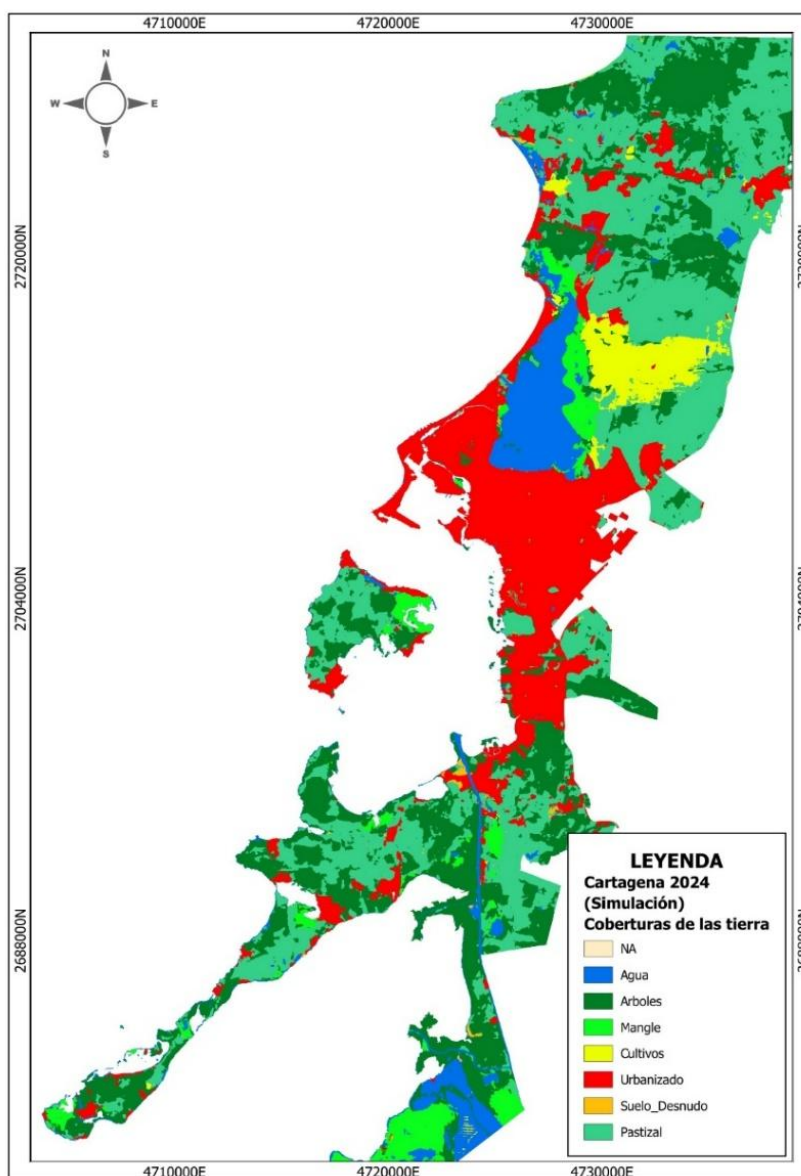 4710000E 4720000E 4730000E
N
W E
S
2720000N
2704000N
2688000N
LEYENDA
Cartagena 2024
(Simulación)
Coberturas de las tierra
NA
Agua
Arboles
Mangle
Cultivos
Urbanizado
Suelo_Desnudo
Pastizal
4710000E 4720000E 4730000E